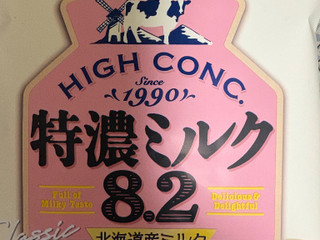 HIGH CONC.
Since
1990
特濃ミルク
8.2
Full of
Milky Taste
Delicious &
北海道産ミルク
Classic